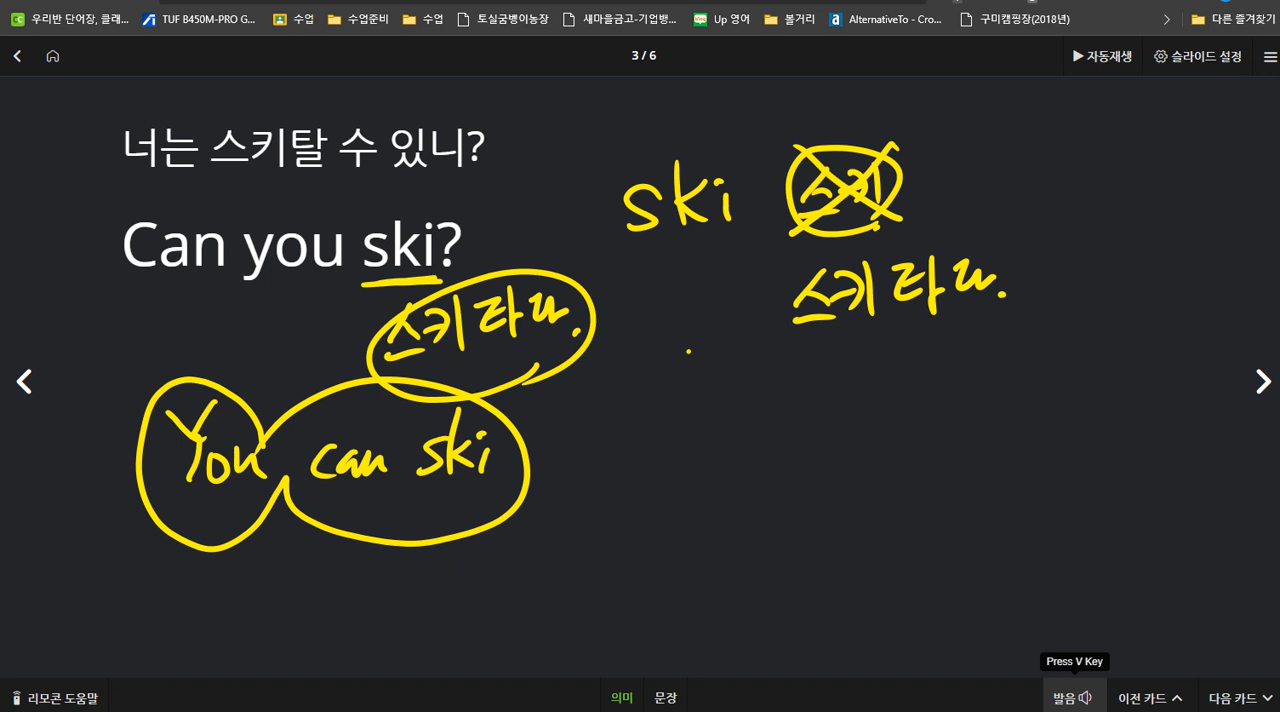 우리반 단어장, 클래... TUF B450M-PRO G... 수업 수업준비 수업 토실굼벵이농장 새마을금고-기업뱅... Up 영어 볼거리 AlternativeTo - Cro... 구미캠핑장(2018년) 다른 즐겨찾기
3 / 6 자동재생 슬라이드 설정
너는 스키탈 수 있니?
ski 스키
Can you ski?
스키 타다.
스키 타다.
You can ski
Press V Key
리모콘 도움말 의미 문장 발음 이전 카드 다음 카드